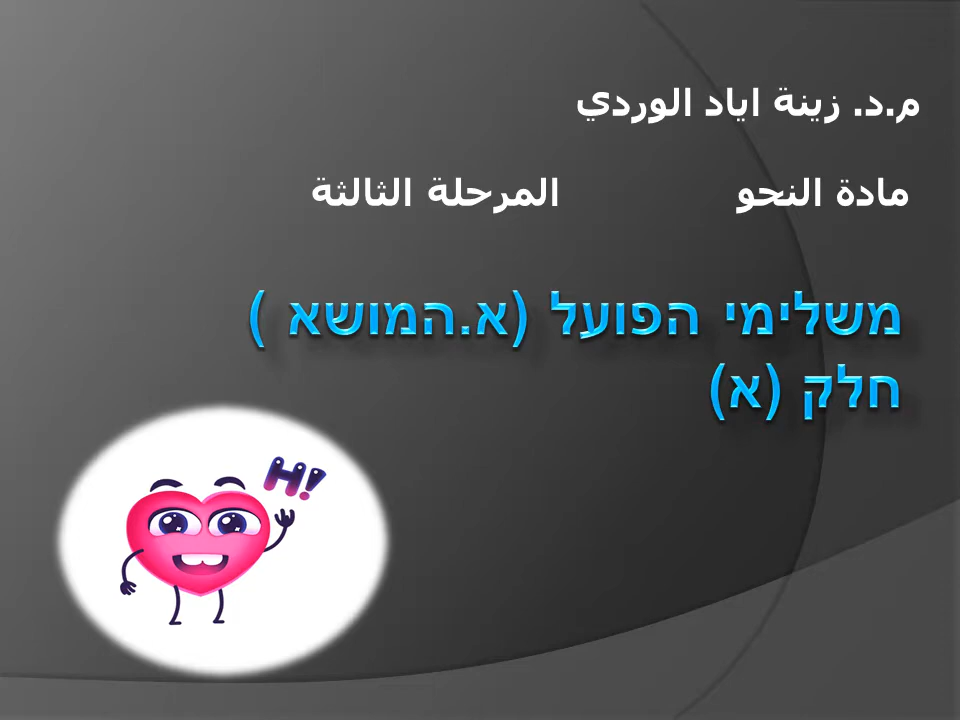 م.د. زينة اياد الوردي
مادة النحو المرحلة الثالثة
משלימי הפועל (א.המושא )
חלק (א)
Hi!